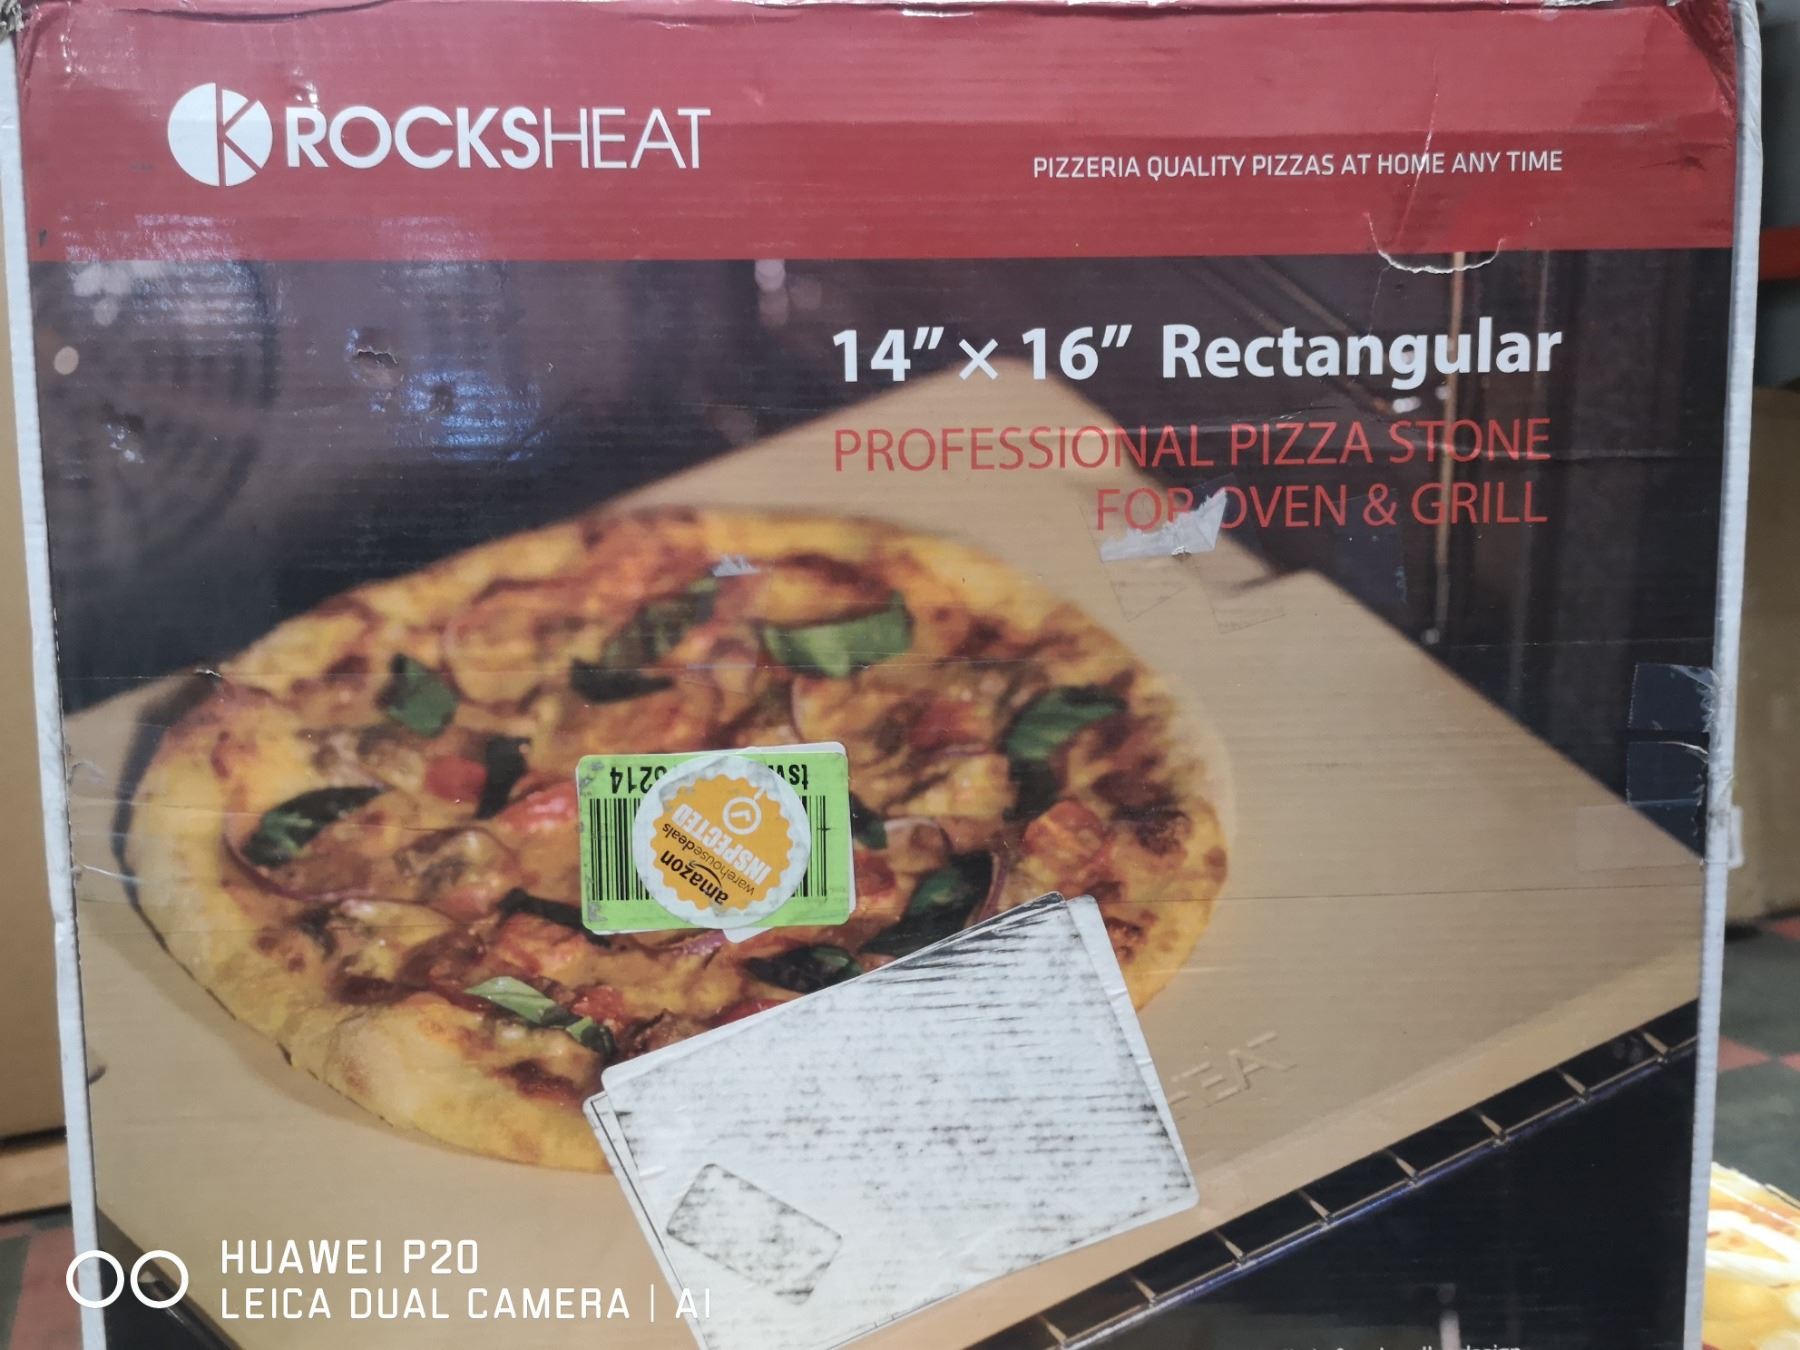 ROCKSHEAT
PIZZERIA QUALITY PIZZAS AT HOME ANY TIME
14” × 16” Rectangular
PROFESSIONAL PIZZA STONE
FOR OVEN & GRILL
INSPECTED
warehousedeals
amazon
HUAWEI P20
LEICA DUAL CAMERA | AI